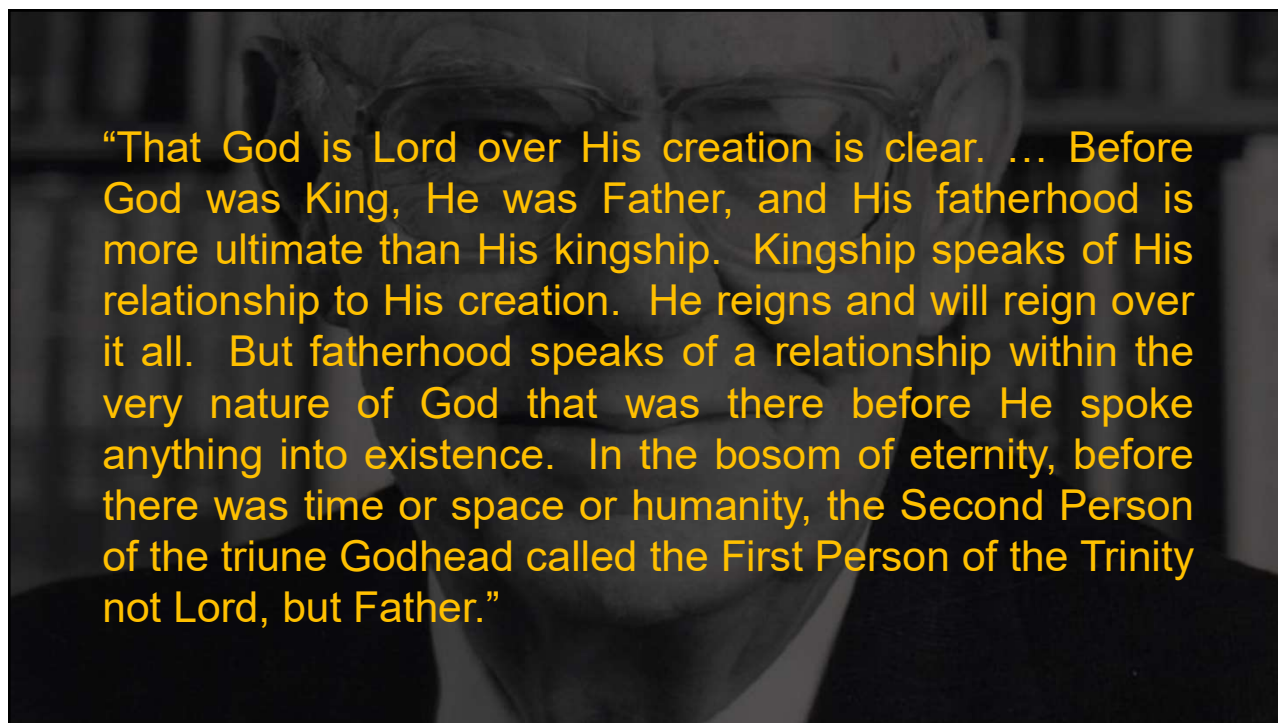 “That God is Lord over His creation is clear. … Before
God was King, He was Father, and His fatherhood is
more ultimate than His kingship.  Kingship speaks of His
relationship to His creation.  He reigns and will reign over
it all.  But fatherhood speaks of a relationship within the
very nature of God that was there before He spoke
anything into existence.  In the bosom of eternity, before
there was time or space or humanity, the Second Person
of the triune Godhead called the First Person of the Trinity
not Lord, but Father.”